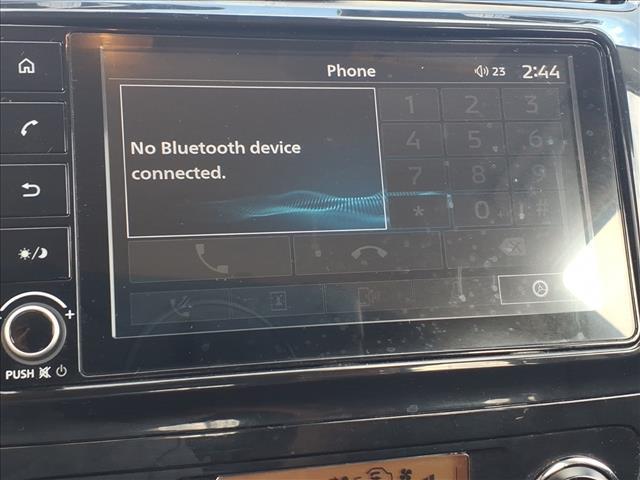 Phone 23 2:44
No Bluetooth device
connected.
1 2 3
4 5 6
7 8 9
* 0 #
PUSH
+